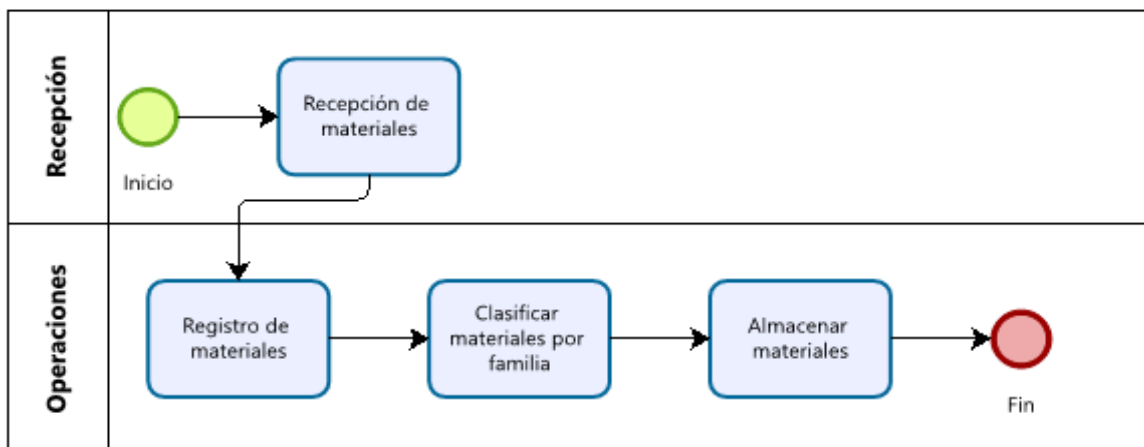 Recepción
Inicio
Recepción de
materiales
Operaciones
Registro de
materiales
Clasificar
materiales por
familia
Almacenar
materiales
Fin